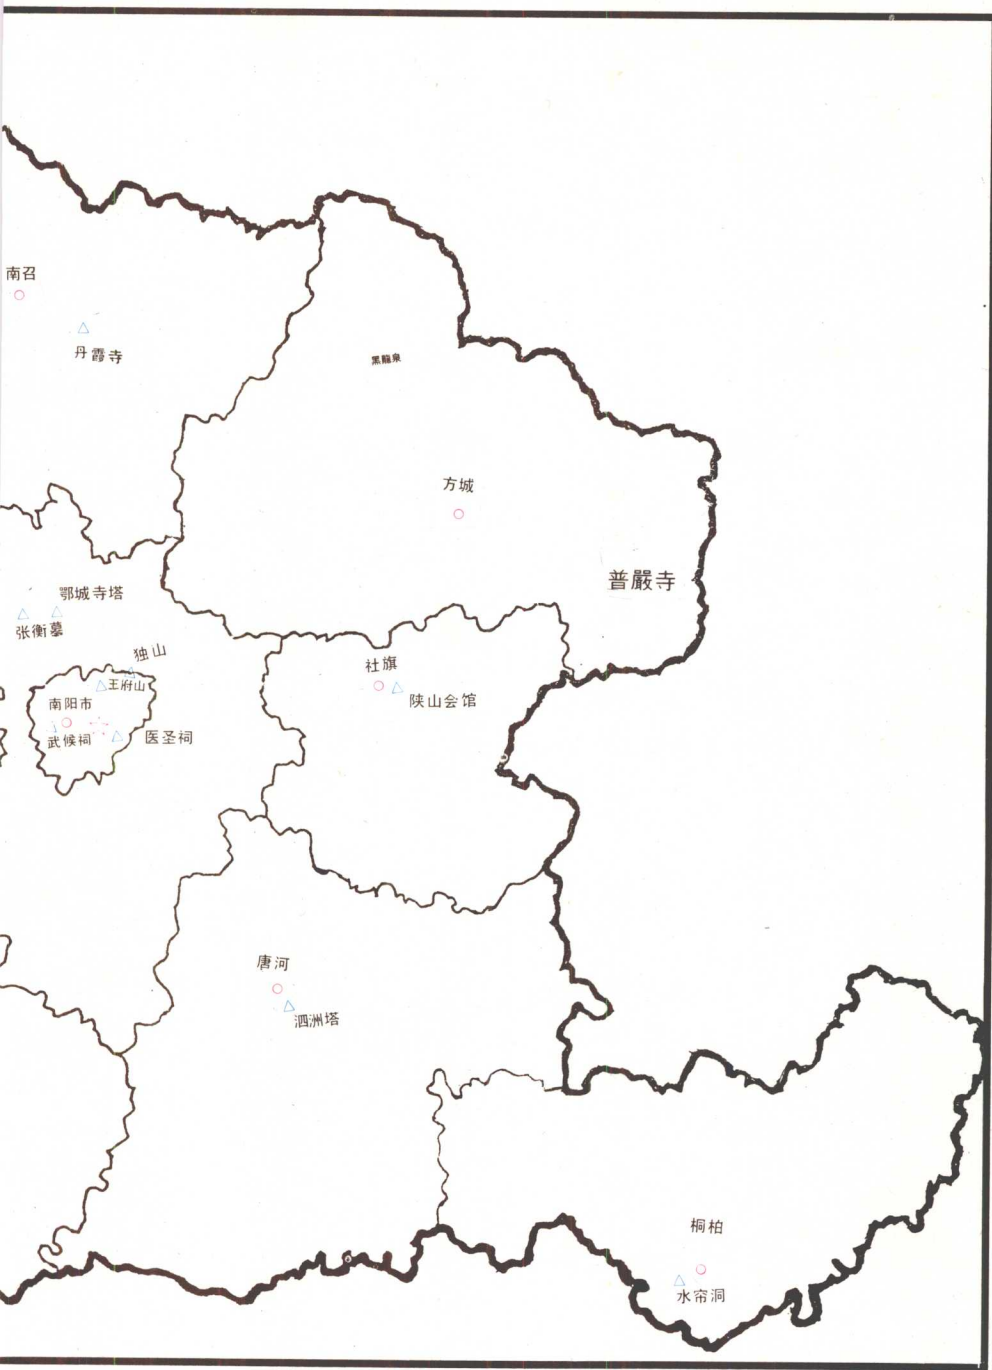 南召
丹霞寺
黑龍泉
方城
普嚴寺
鄂城寺塔
张衡墓
独山
王府山
南阳市
武候祠
医圣祠
社旗
陕山会馆
唐河
泗洲塔
桐柏
水帘洞